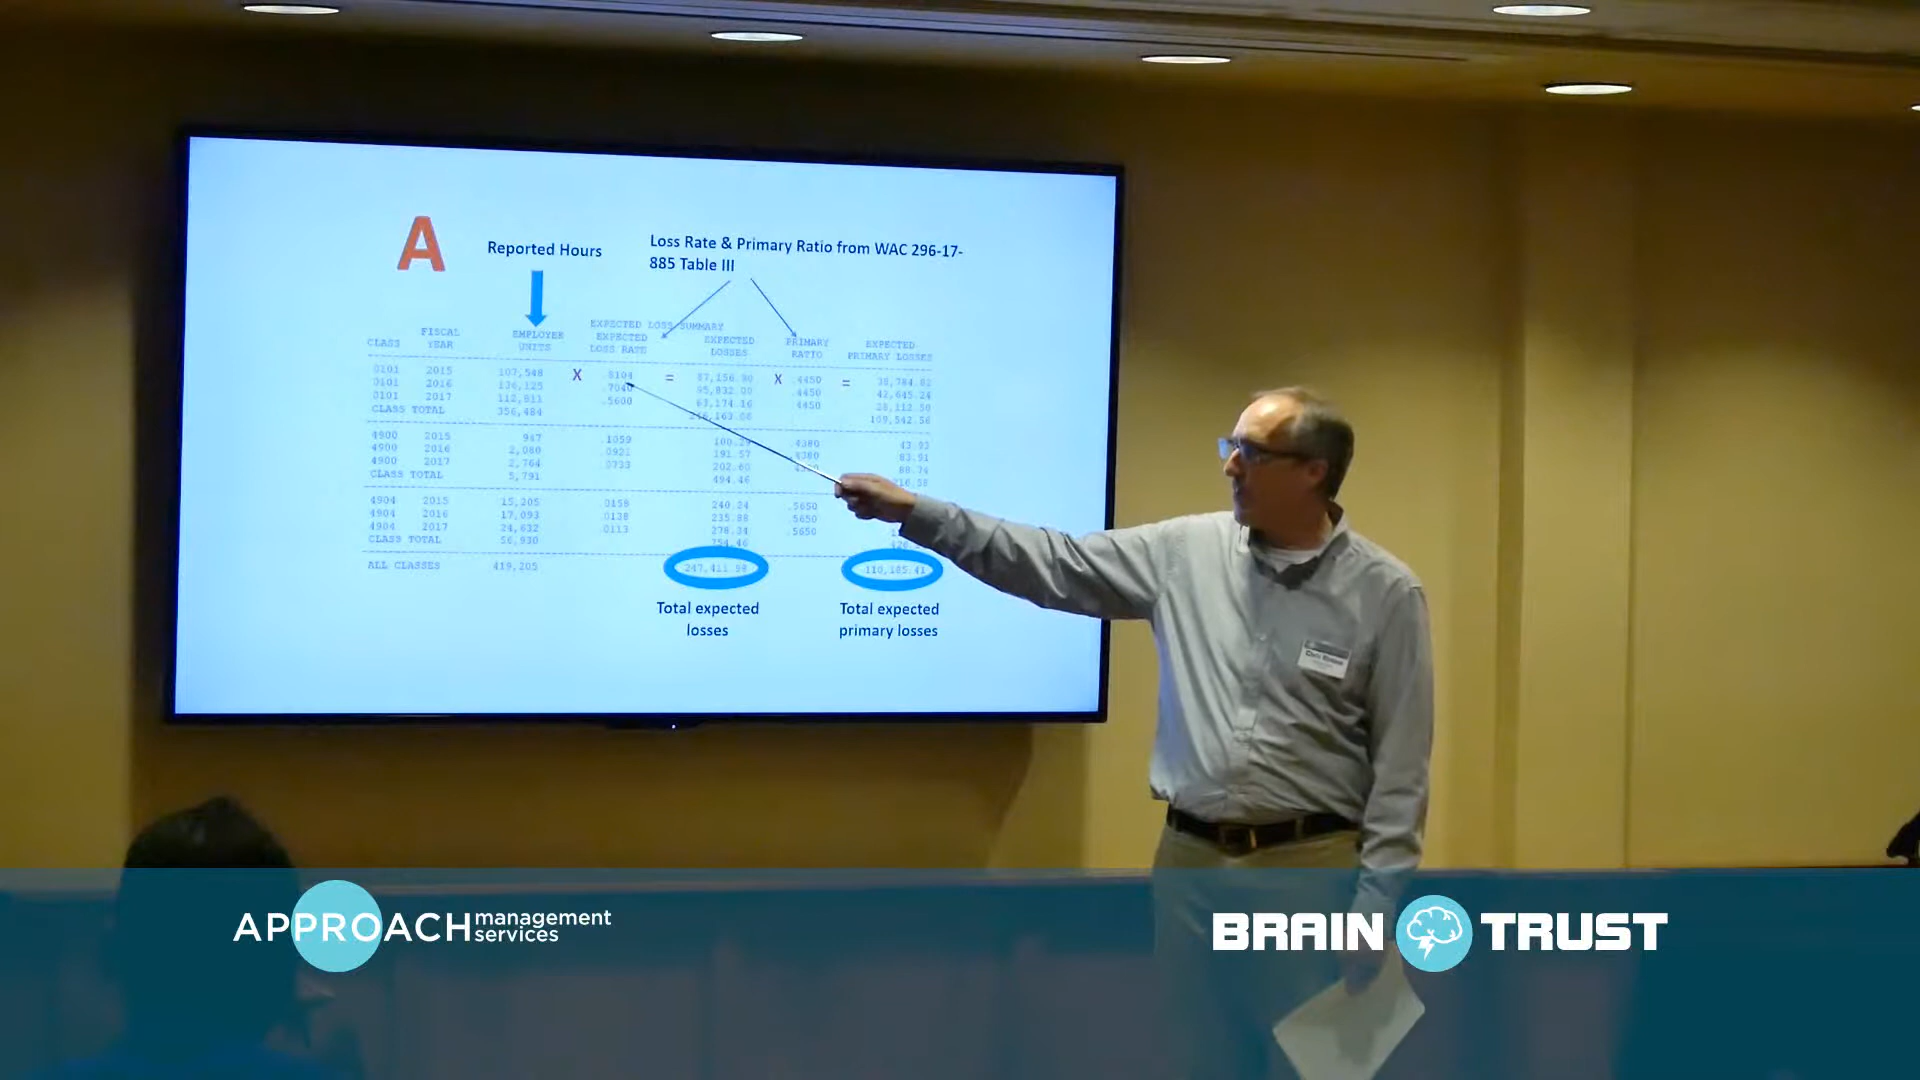 A
Reported Hours
Loss Rate & Primary Ratio from WAC 296-17-
885 Table III
EXPECTED LOSS SUMMARY
CLASS FISCAL YEAR EMPLOYER UNITS EXPECTED LOSS RATE EXPECTED LOSSES PRIMARY RATIO EXPECTED PRIMARY LOSSES
0101 2015 107,548 X .8104 = 87,156.90 X .4450 = 38,784.82
0101 2016 136,125 .7040 95,832.00 .4450 42,645.24
0101 2017 112,811 .5600 63,174.16 .4450 28,112.50
CLASS TOTAL 356,484 109,542.56
4900 2015 947 .1059 100.29 .4380 43.93
4900 2016 2,080 .0921 191.57 .4380 83.91
4900 2017 2,764 .0733 202.60 88.74
CLASS TOTAL 5,791 494.46 216.58
4904 2015 15,205 .0158 240.24 .5650
4904 2016 17,093 .0138 235.88 .5650
4904 2017 24,632 .0113 278.34 .5650
CLASS TOTAL 56,930 754.46
ALL CLASSES 419,205 247,411.98 110,185.41
Total expected
losses
Total expected
primary losses
APPROACH management
services
BRAIN TRUST